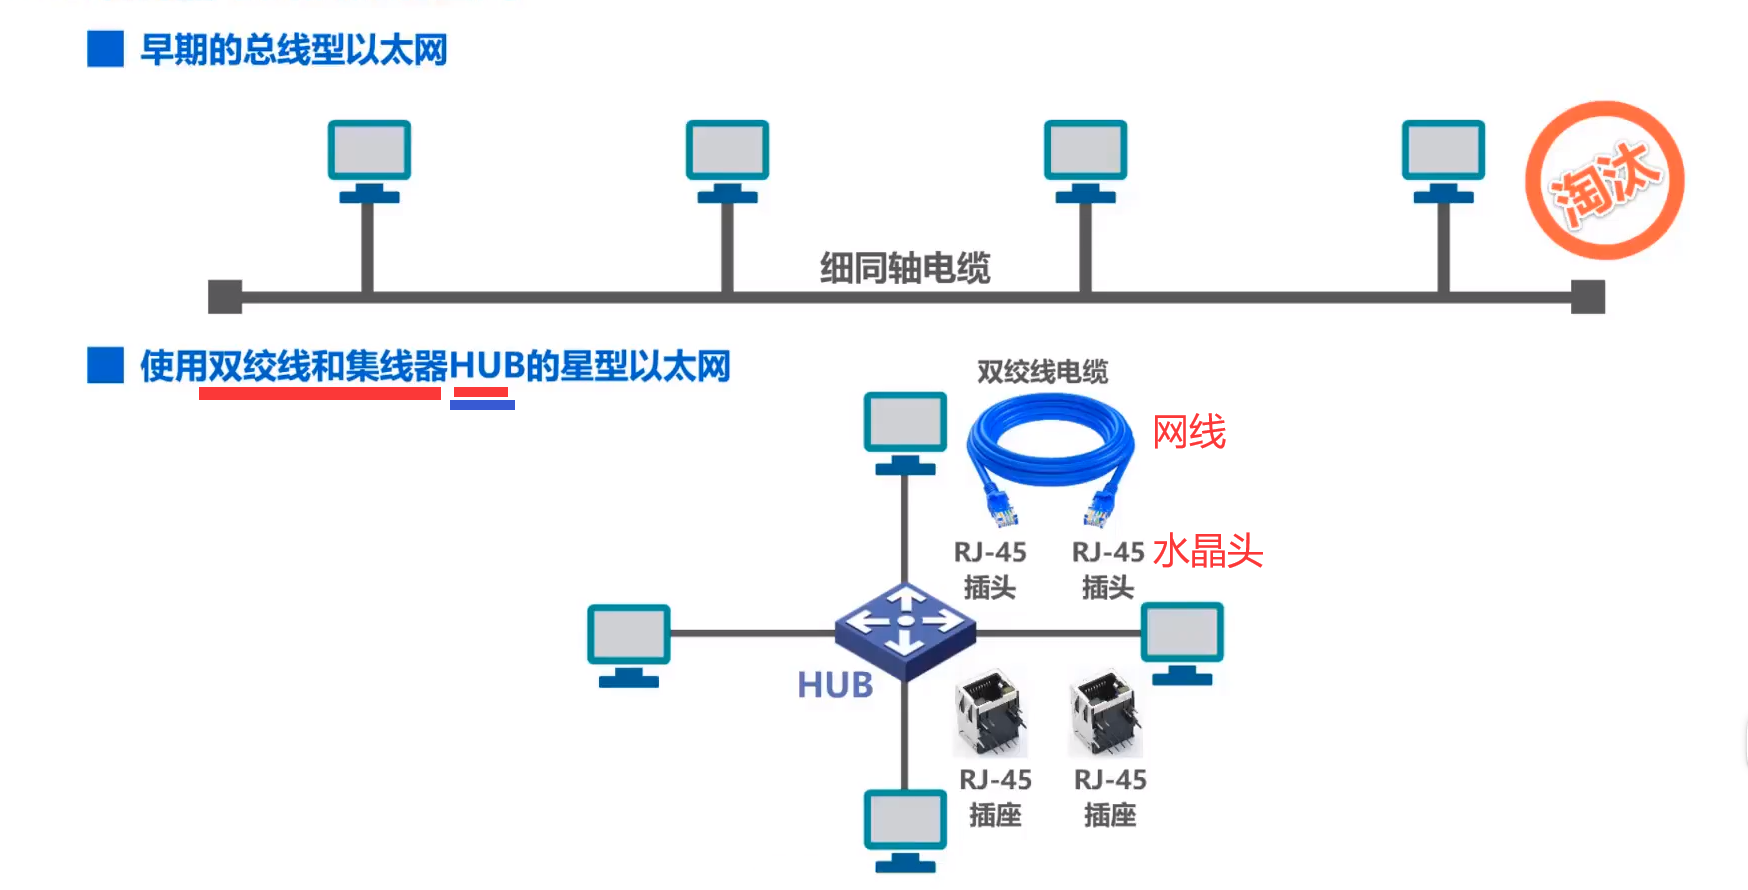 早期的总线型以太网
淘汰
细同轴电缆
使用双绞线和集线器HUB的星型以太网
双绞线电缆
网线
RJ-45
插头
RJ-45
插头
水晶头
HUB
RJ-45
插座
RJ-45
插座